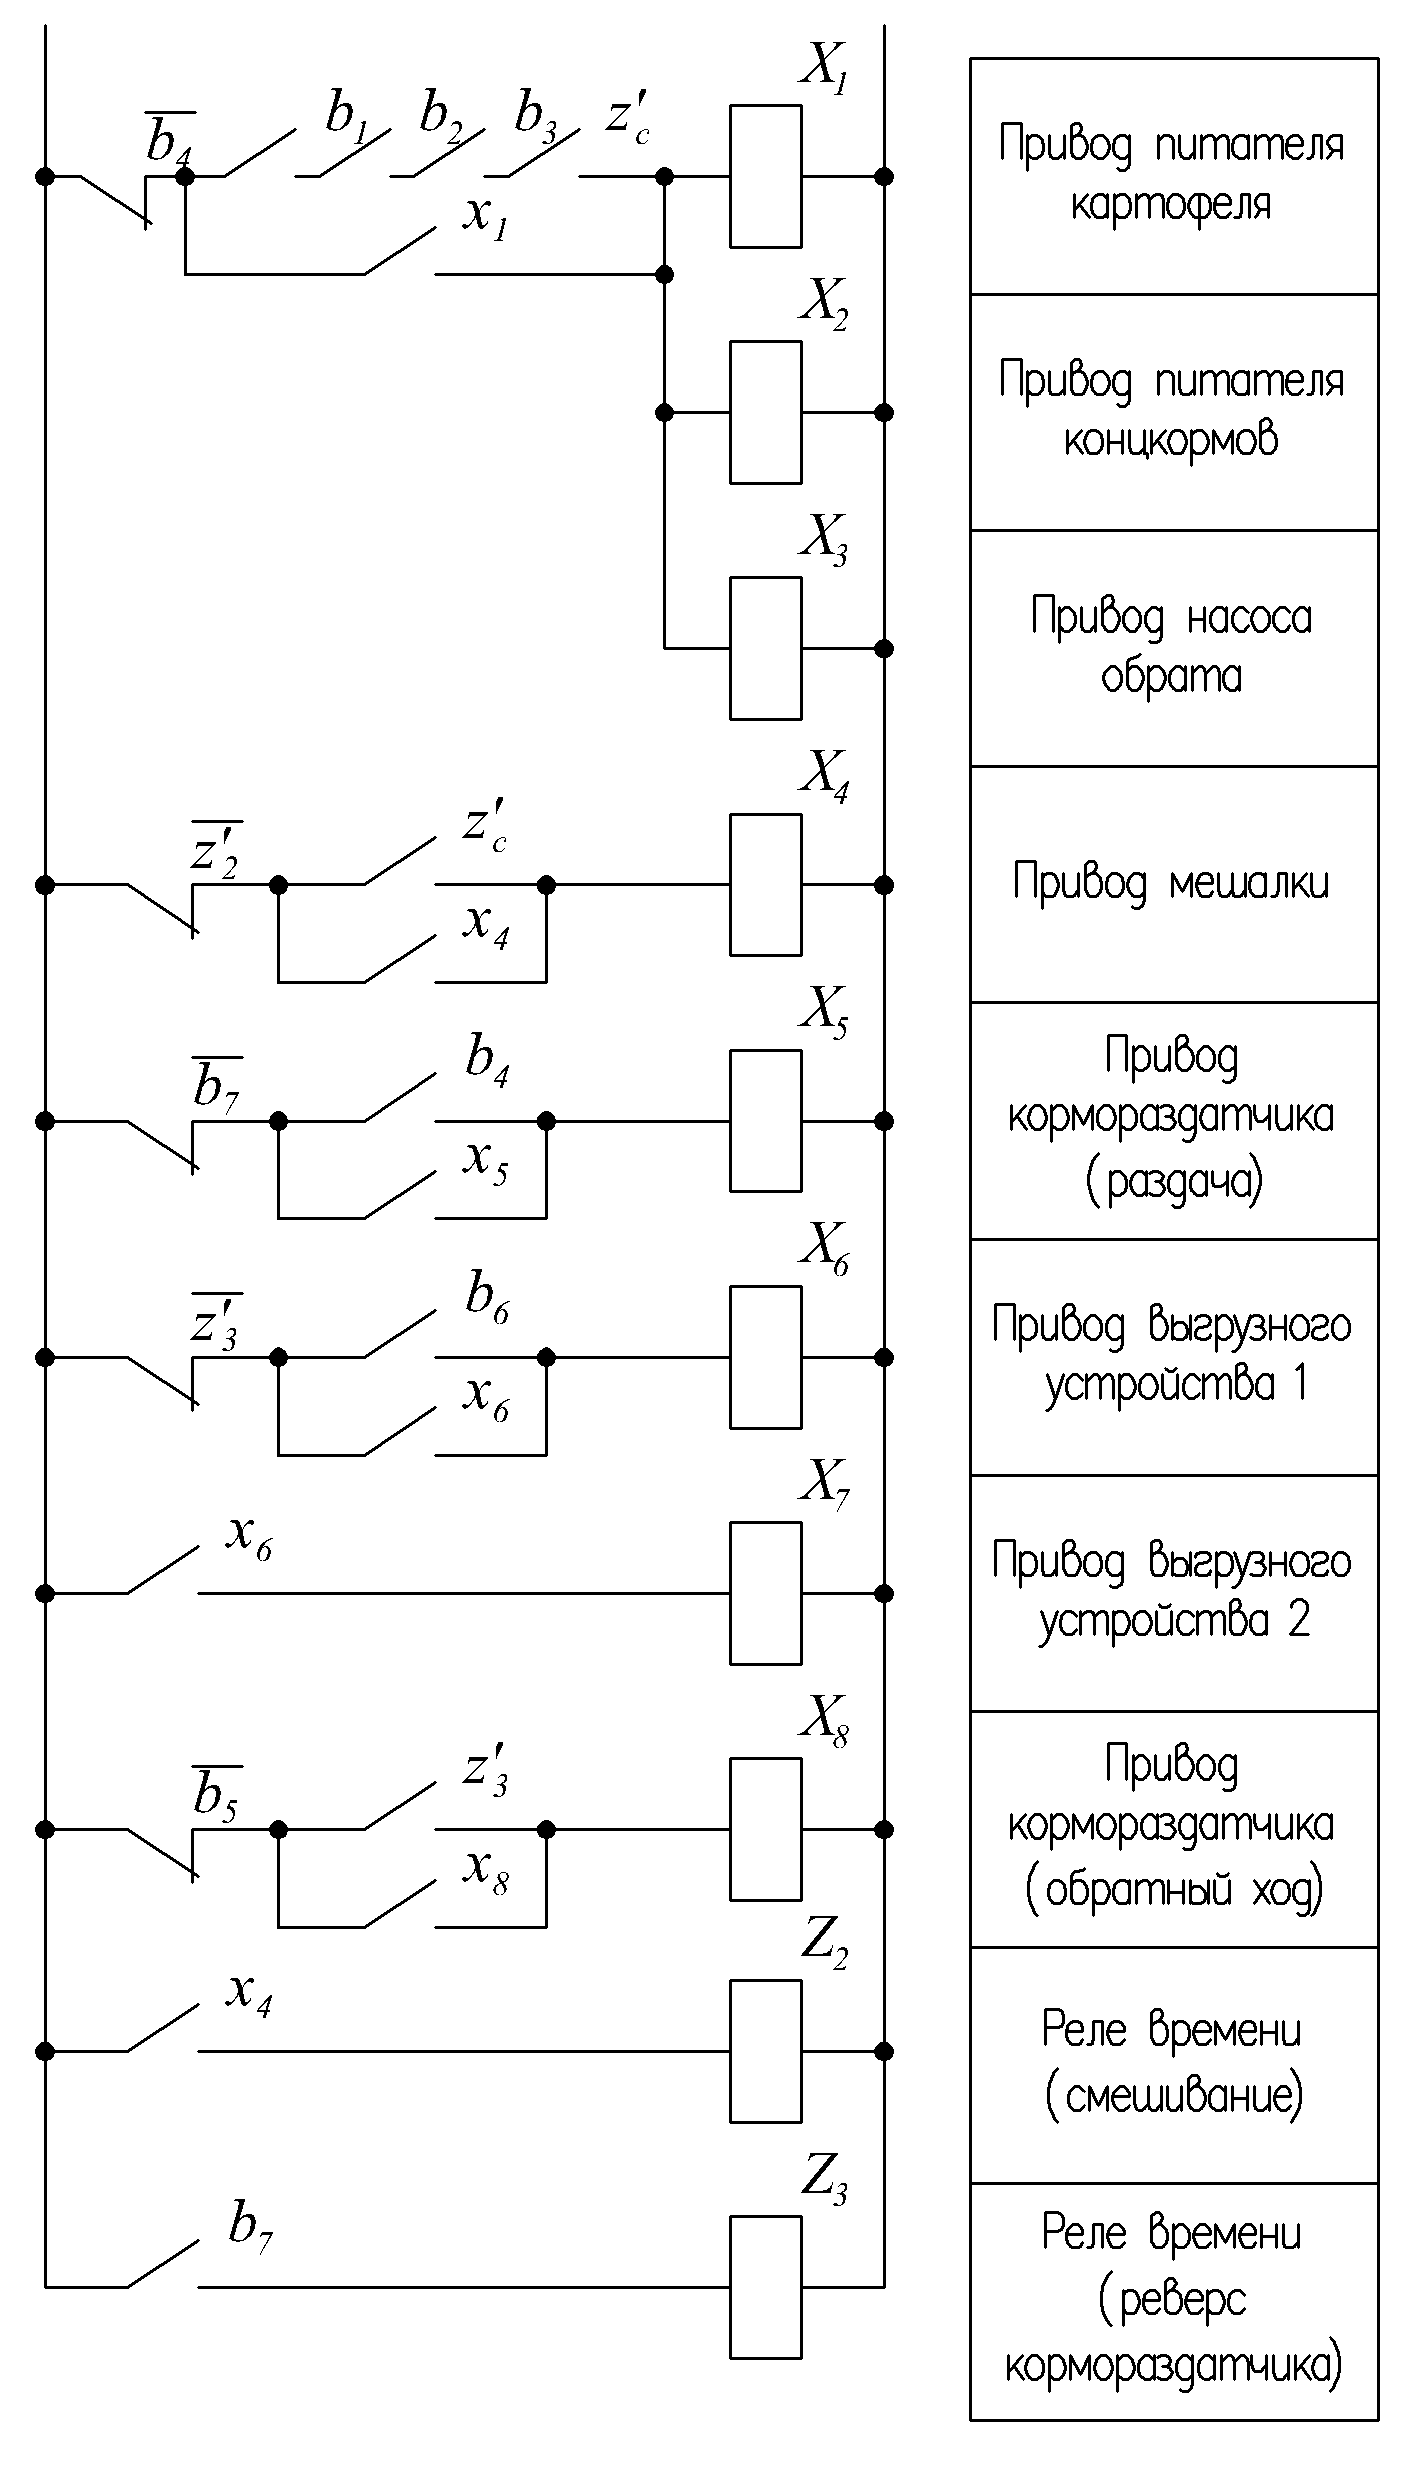 X₁
b̅₄ b₁ b₂ b₃ z'c
x₁
Привод питателя
картофеля
X₂
Привод питателя
концкормов
X₃
Привод насоса
обрата
X₄
z̅'₂ z'c
x₄
Привод мешалки
X₅
b̅₇ b₄
x₅
Привод
кормораздатчика
(раздача)
X₆
z̅'₃ b₆
x₆
Привод выгрузного
устройства 1
X₇
x₆
Привод выгрузного
устройства 2
X₈
b̅₅ z'₃
x₈
Привод
кормораздатчика
(обратный ход)
Z₂
x₄
Реле времени
(смешивание)
Z₃
b₇
Реле времени
(реверс
кормораздатчика)